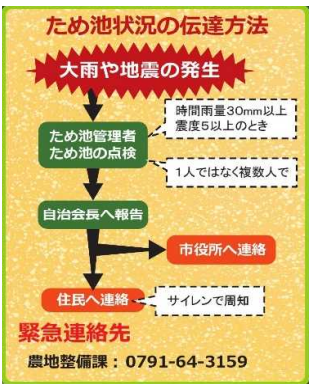 ため池状況の伝達方法
大雨や地震の発生
時間雨量30mm以上
震度5以上のとき
ため池管理者
ため池の点検
1人ではなく複数人で
自治会長へ報告
市役所へ連絡
住民へ連絡
サイレンで周知
緊急連絡先
農地整備課：0791-64-3159